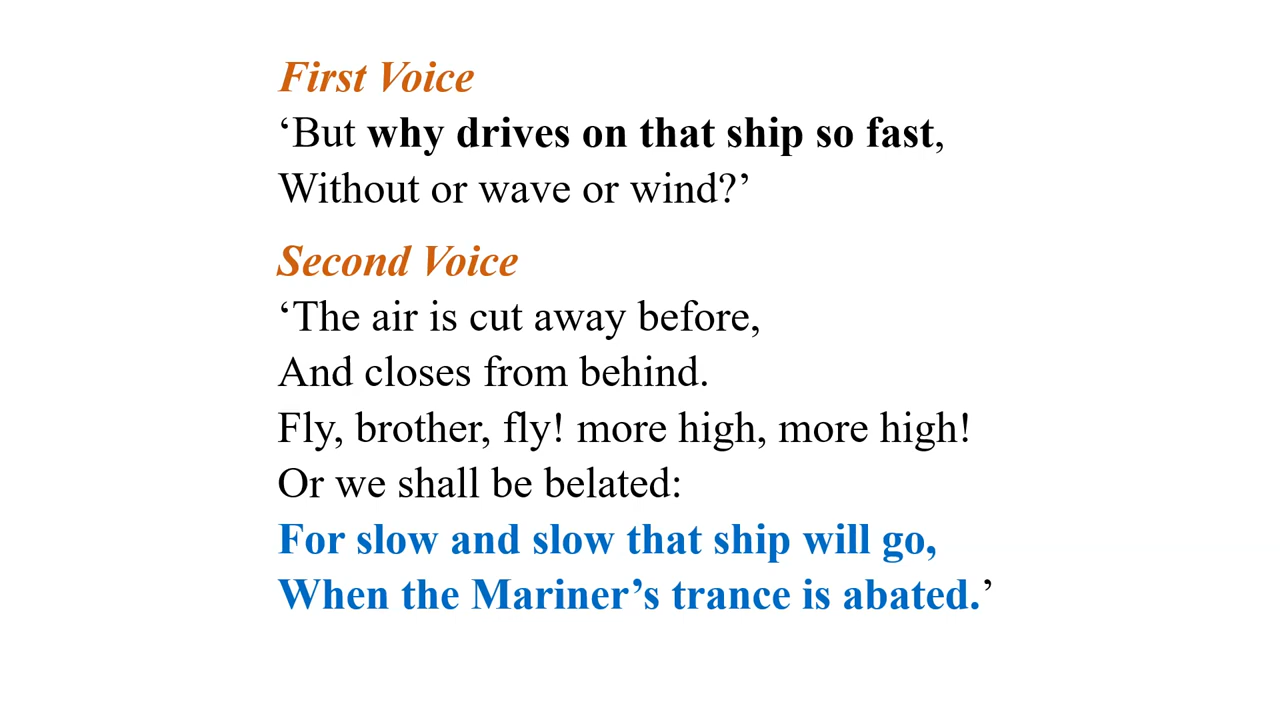 First Voice
‘But why drives on that ship so fast,
Without or wave or wind?’
Second Voice
‘The air is cut away before,
And closes from behind.
Fly, brother, fly! more high, more high!
Or we shall be belated:
For slow and slow that ship will go,
When the Mariner’s trance is abated.’